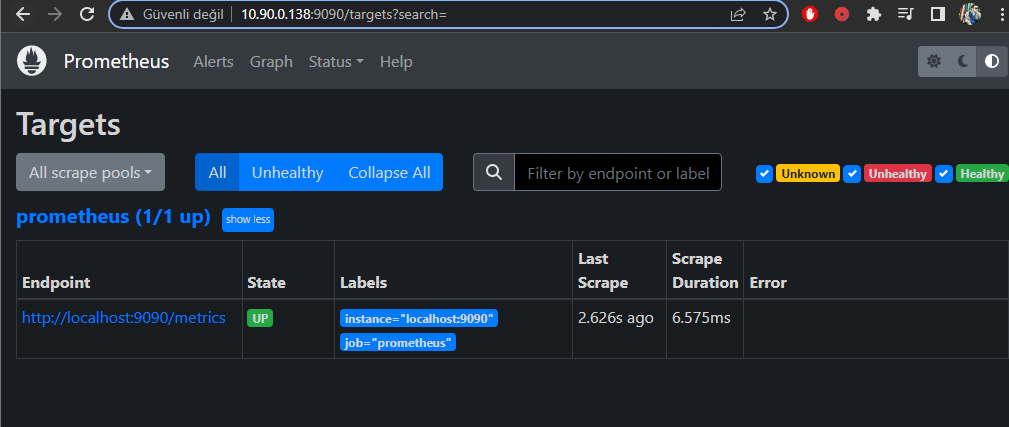 Güvenli değil 10.90.0.138:9090/targets?search=
Prometheus Alerts Graph Status Help
Targets
All scrape pools All Unhealthy Collapse All Filter by endpoint or label Unknown Unhealthy Healthy
prometheus (1/1 up) show less
Endpoint State Labels Last Scrape Scrape Duration Error
http://localhost:9090/metrics UP instance="localhost:9090" 2.626s ago 6.575ms
job="prometheus"